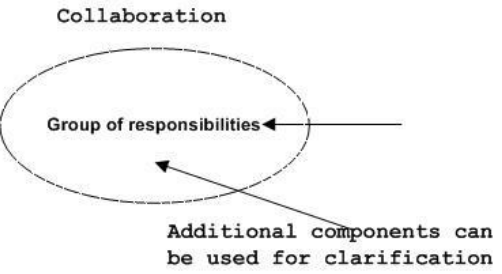 Collaboration
Group of responsibilities
Additional components can
be used for clarification